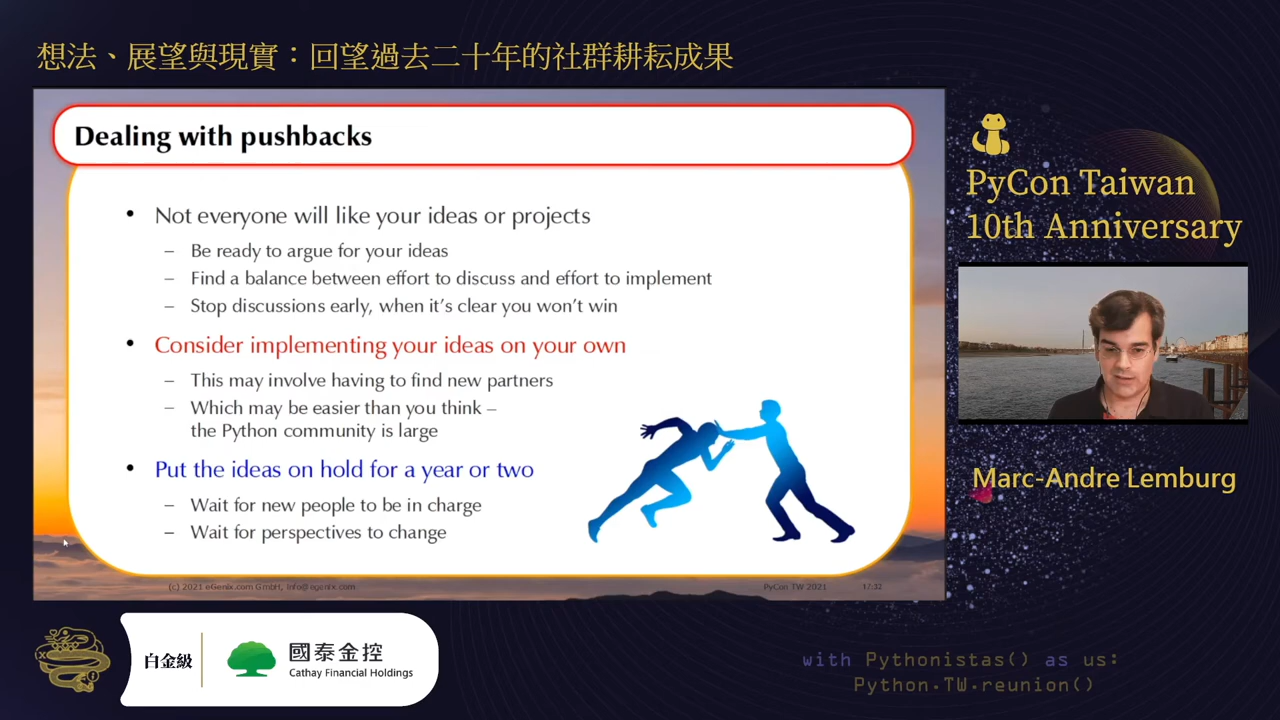 想法、展望與現實：回望過去二十年的社群耕耘成果
Dealing with pushbacks
• Not everyone will like your ideas or projects
– Be ready to argue for your ideas
– Find a balance between effort to discuss and effort to implement
– Stop discussions early, when it's clear you won't win
• Consider implementing your ideas on your own
– This may involve having to find new partners
– Which may be easier than you think –
the Python community is large
• Put the ideas on hold for a year or two
– Wait for new people to be in charge
– Wait for perspectives to change
(c) 2021 eGenix.com GmbH, info@egenix.com
PyCon TW 2021
17:32
PyCon Taiwan
10th Anniversary
Marc-Andre Lemburg
白金級
國泰金控
Cathay Financial Holdings
with Pythonistas() as us:
Python.TW.reunion()